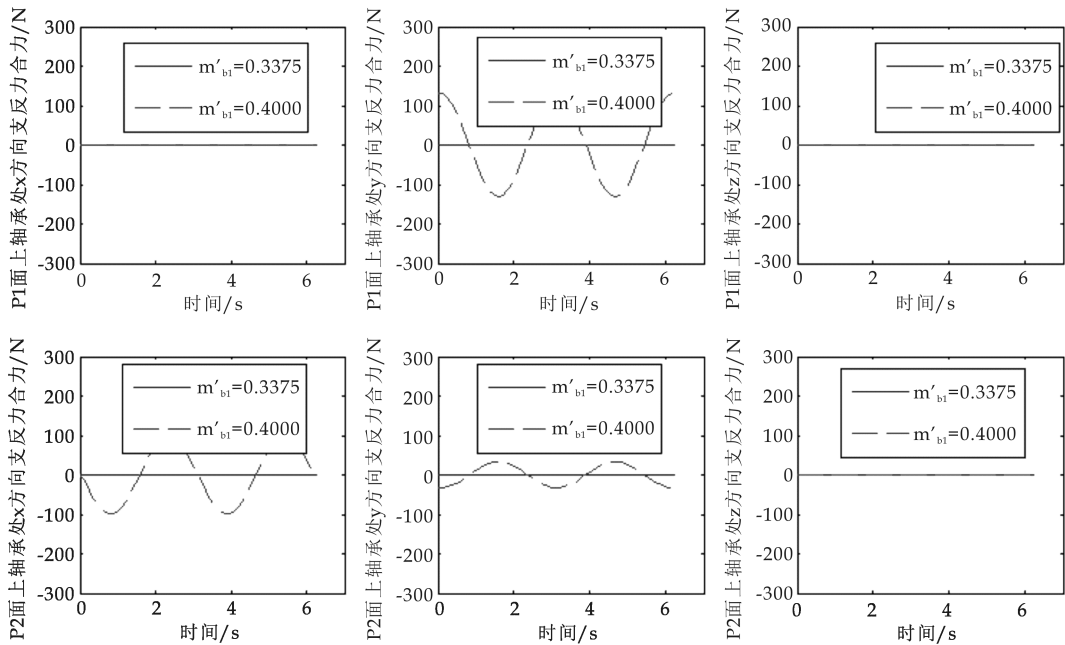 P1面上轴承处x方向支反力合力/N
300
200
100
0
-100
-200
-300
m′b1=0.3375
m′b1=0.4000
0 2 4 6
时间/s
P1面上轴承处y方向支反力合力/N
300
200
100
0
-100
-200
-300
m′b1=0.3375
m′b1=0.4000
0 2 4 6
时间/s
P1面上轴承处z方向支反力合力/N
300
200
100
0
-100
-200
-300
m′b1=0.3375
m′b1=0.4000
0 2 4 6
时间/s
P2面上轴承处x方向支反力合力/N
300
200
100
0
-100
-200
-300
m′b1=0.3375
m′b1=0.4000
0 2 4 6
时间/s
P2面上轴承处y方向支反力合力/N
300
200
100
0
-100
-200
-300
m′b1=0.3375
m′b1=0.4000
0 2 4 6
时间/s
P2面上轴承处z方向支反力合力/N
300
200
100
0
-100
-200
-300
m′b1=0.3375
m′b1=0.4000
0 2 4 6
时间/s